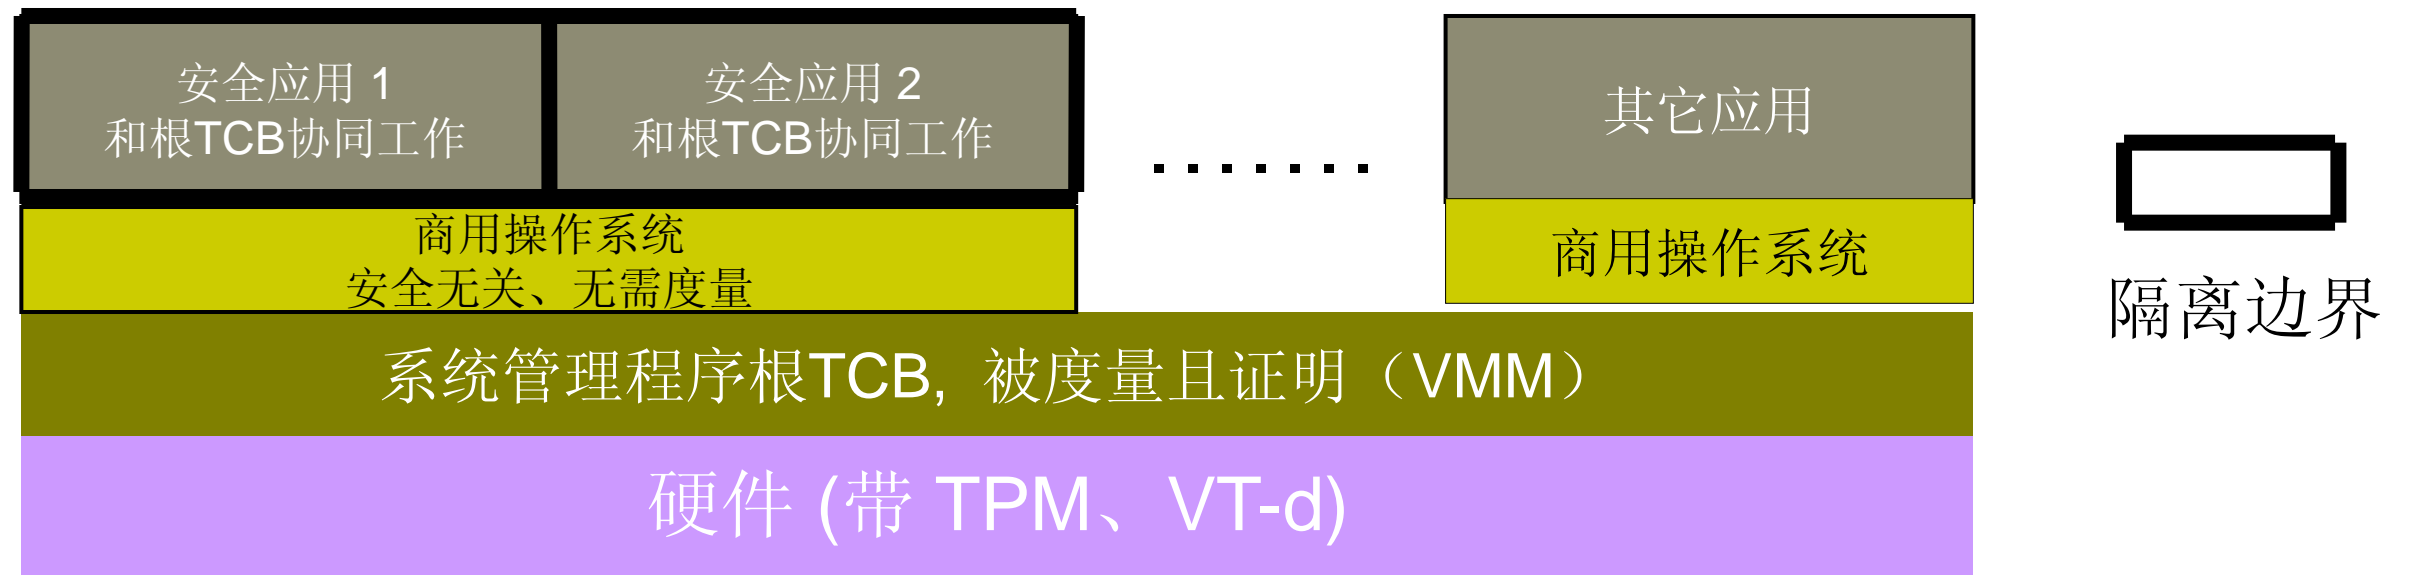 安全应用 1
和根TCB协同工作
安全应用 2
和根TCB协同工作
.......
其它应用
商用操作系统
安全无关、无需度量
商用操作系统
隔离边界
系统管理程序根TCB, 被度量且证明（VMM）
硬件 (带 TPM、VT-d)